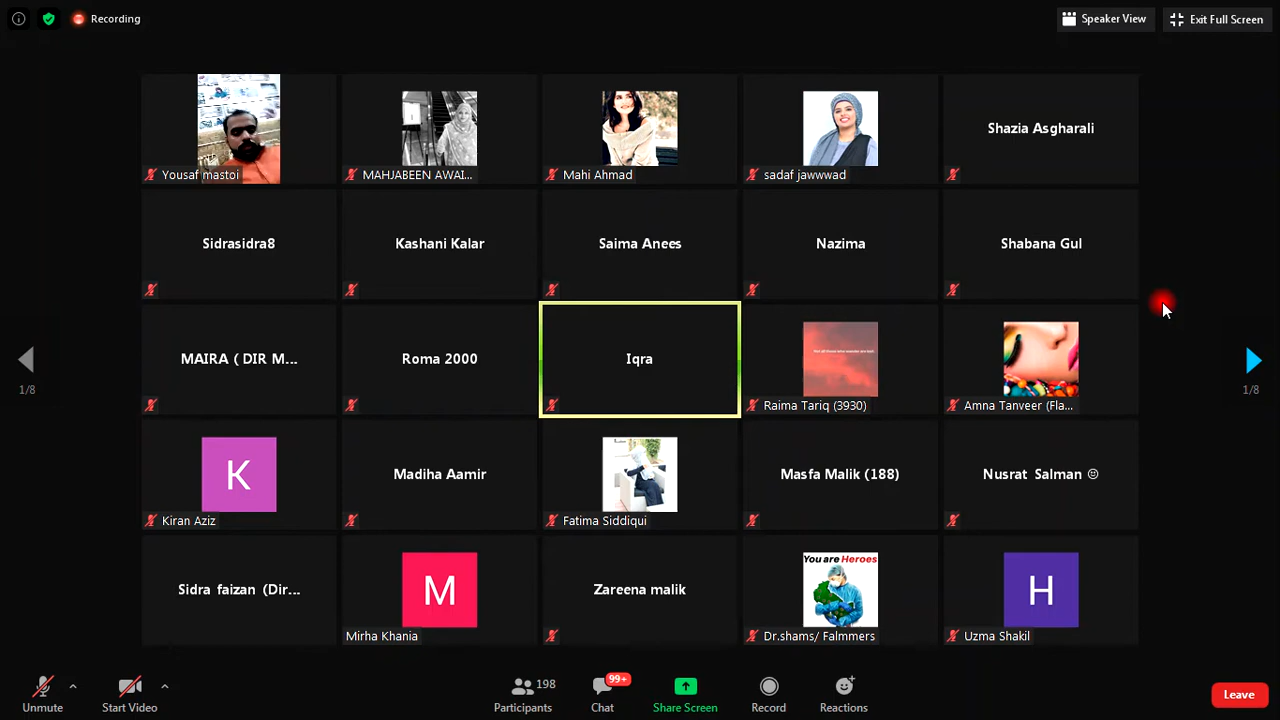 Recording
Speaker View
Exit Full Screen
Yousaf mastoi
MAHJABEEN AWAI...
Mahi Ahmad
sadaf jawwwad
Shazia Asgharali
Sidrasidra8
Kashani Kalar
Saima Anees
Nazima
Shabana Gul
MAIRA ( DIR M...
Roma 2000
Iqra
Raima Tariq (3930)
Amna Tanveer (Fla...
1/8
1/8
K
Kiran Aziz
Madiha Aamir
Fatima Siddiqui
Masfa Malik (188)
Nusrat Salman ☺
Sidra faizan (Dir...
M
Mirha Khania
Zareena malik
You are Heroes
Dr.shams/ Falmmers
H
Uzma Shakil
Unmute
Start Video
198
Participants
99+
Chat
Share Screen
Record
Reactions
Leave